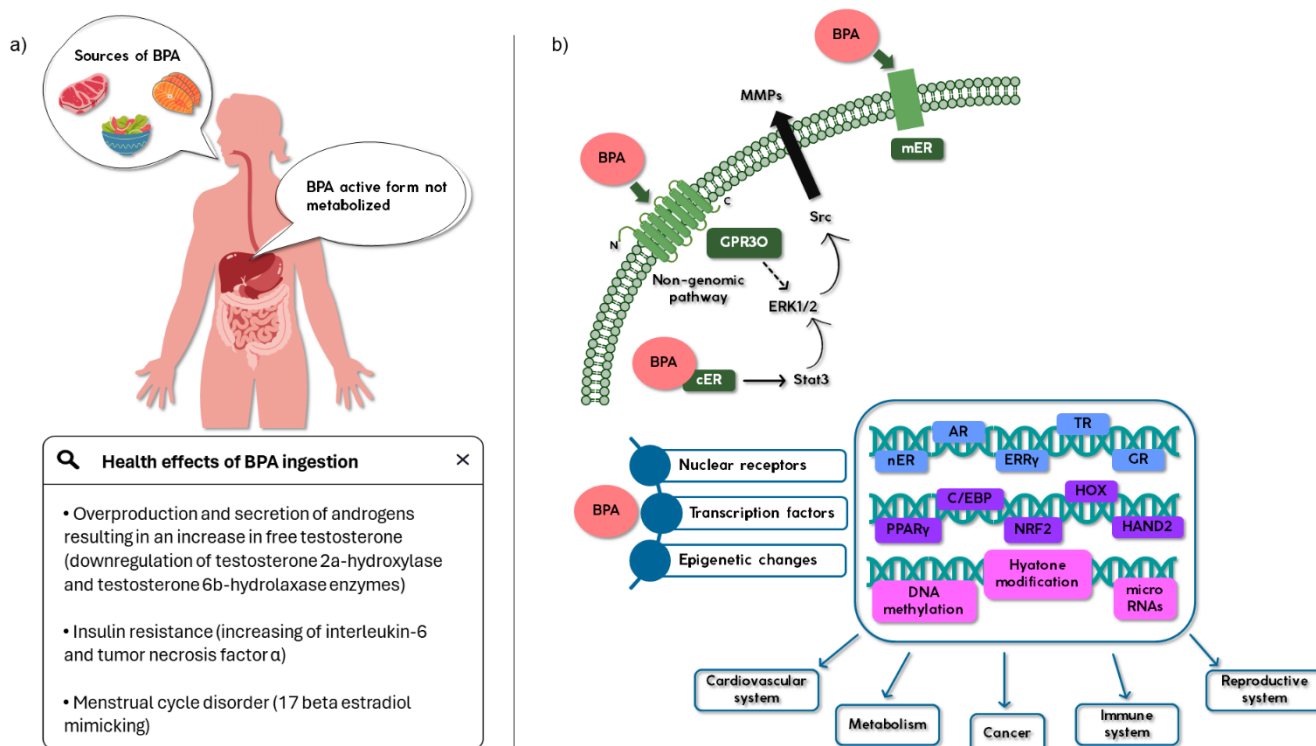 a)
Sources of BPA
BPA active form not
metabolized
Health effects of BPA ingestion
×
• Overproduction and secretion of androgens
resulting in an increase in free testosterone
(downregulation of testosterone 2a-hydroxylase
and testosterone 6b-hydrolaxase enzymes)
• Insulin resistance (increasing of interleukin-6
and tumor necrosis factor α)
• Menstrual cycle disorder (17 beta estradiol
mimicking)
b)
BPA
MMPs
mER
BPA
C
N
Src
GPR30
Non-genomic
pathway
ERK1/2
BPA
cER
Stat3
BPA
Nuclear receptors
Transcription factors
Epigenetic changes
AR
TR
nER
ERRγ
GR
C/EBP
HOX
PPARγ
NRF2
HAND2
Hyatone
modification
DNA
methylation
micro
RNAs
Cardiovascular
system
Metabolism
Cancer
Immune
system
Reproductive
system